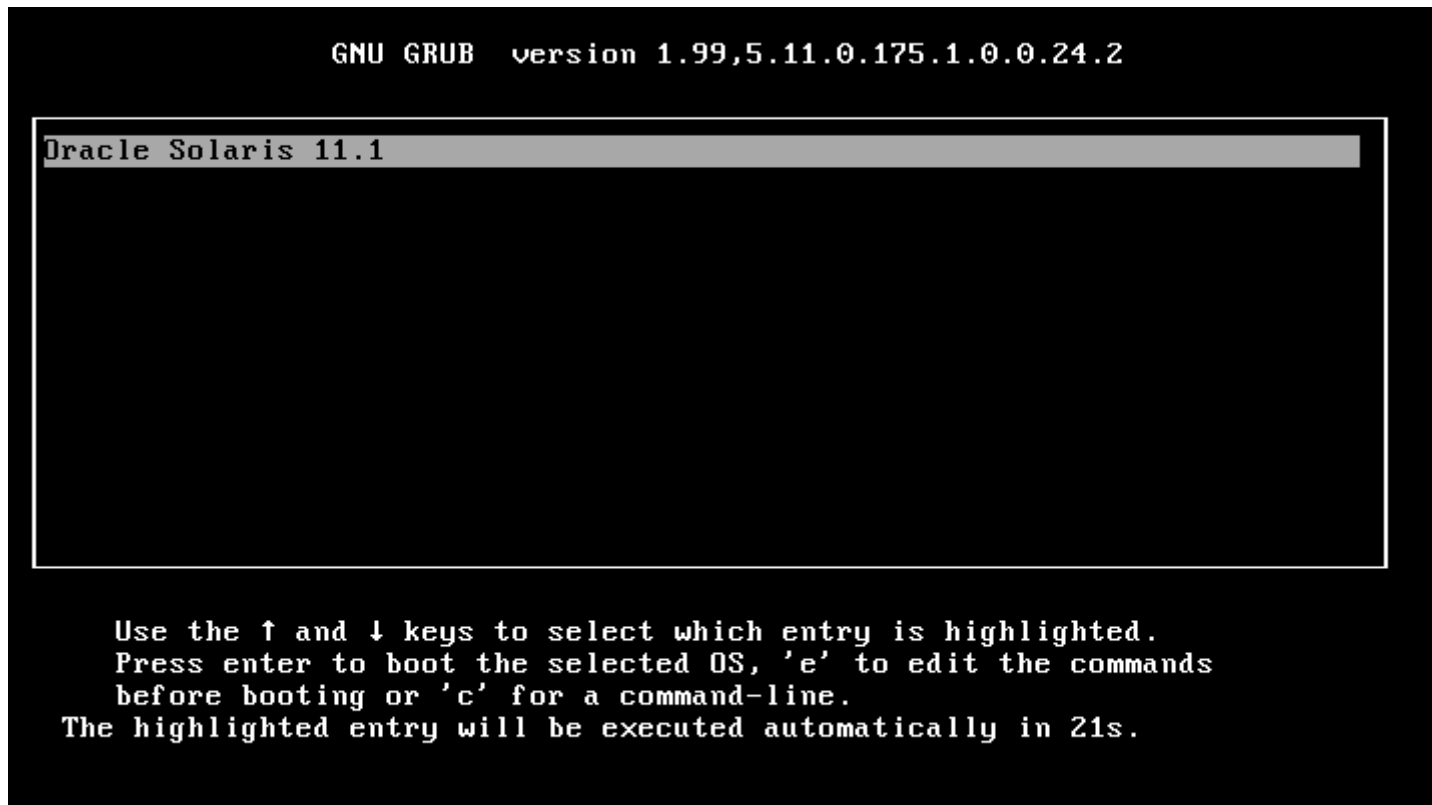 GNU GRUB  version 1.99,5.11.0.175.1.0.0.24.2
Oracle Solaris 11.1
Use the ↑ and ↓ keys to select which entry is highlighted.
Press enter to boot the selected OS, 'e' to edit the commands
before booting or 'c' for a command-line.
The highlighted entry will be executed automatically in 21s.